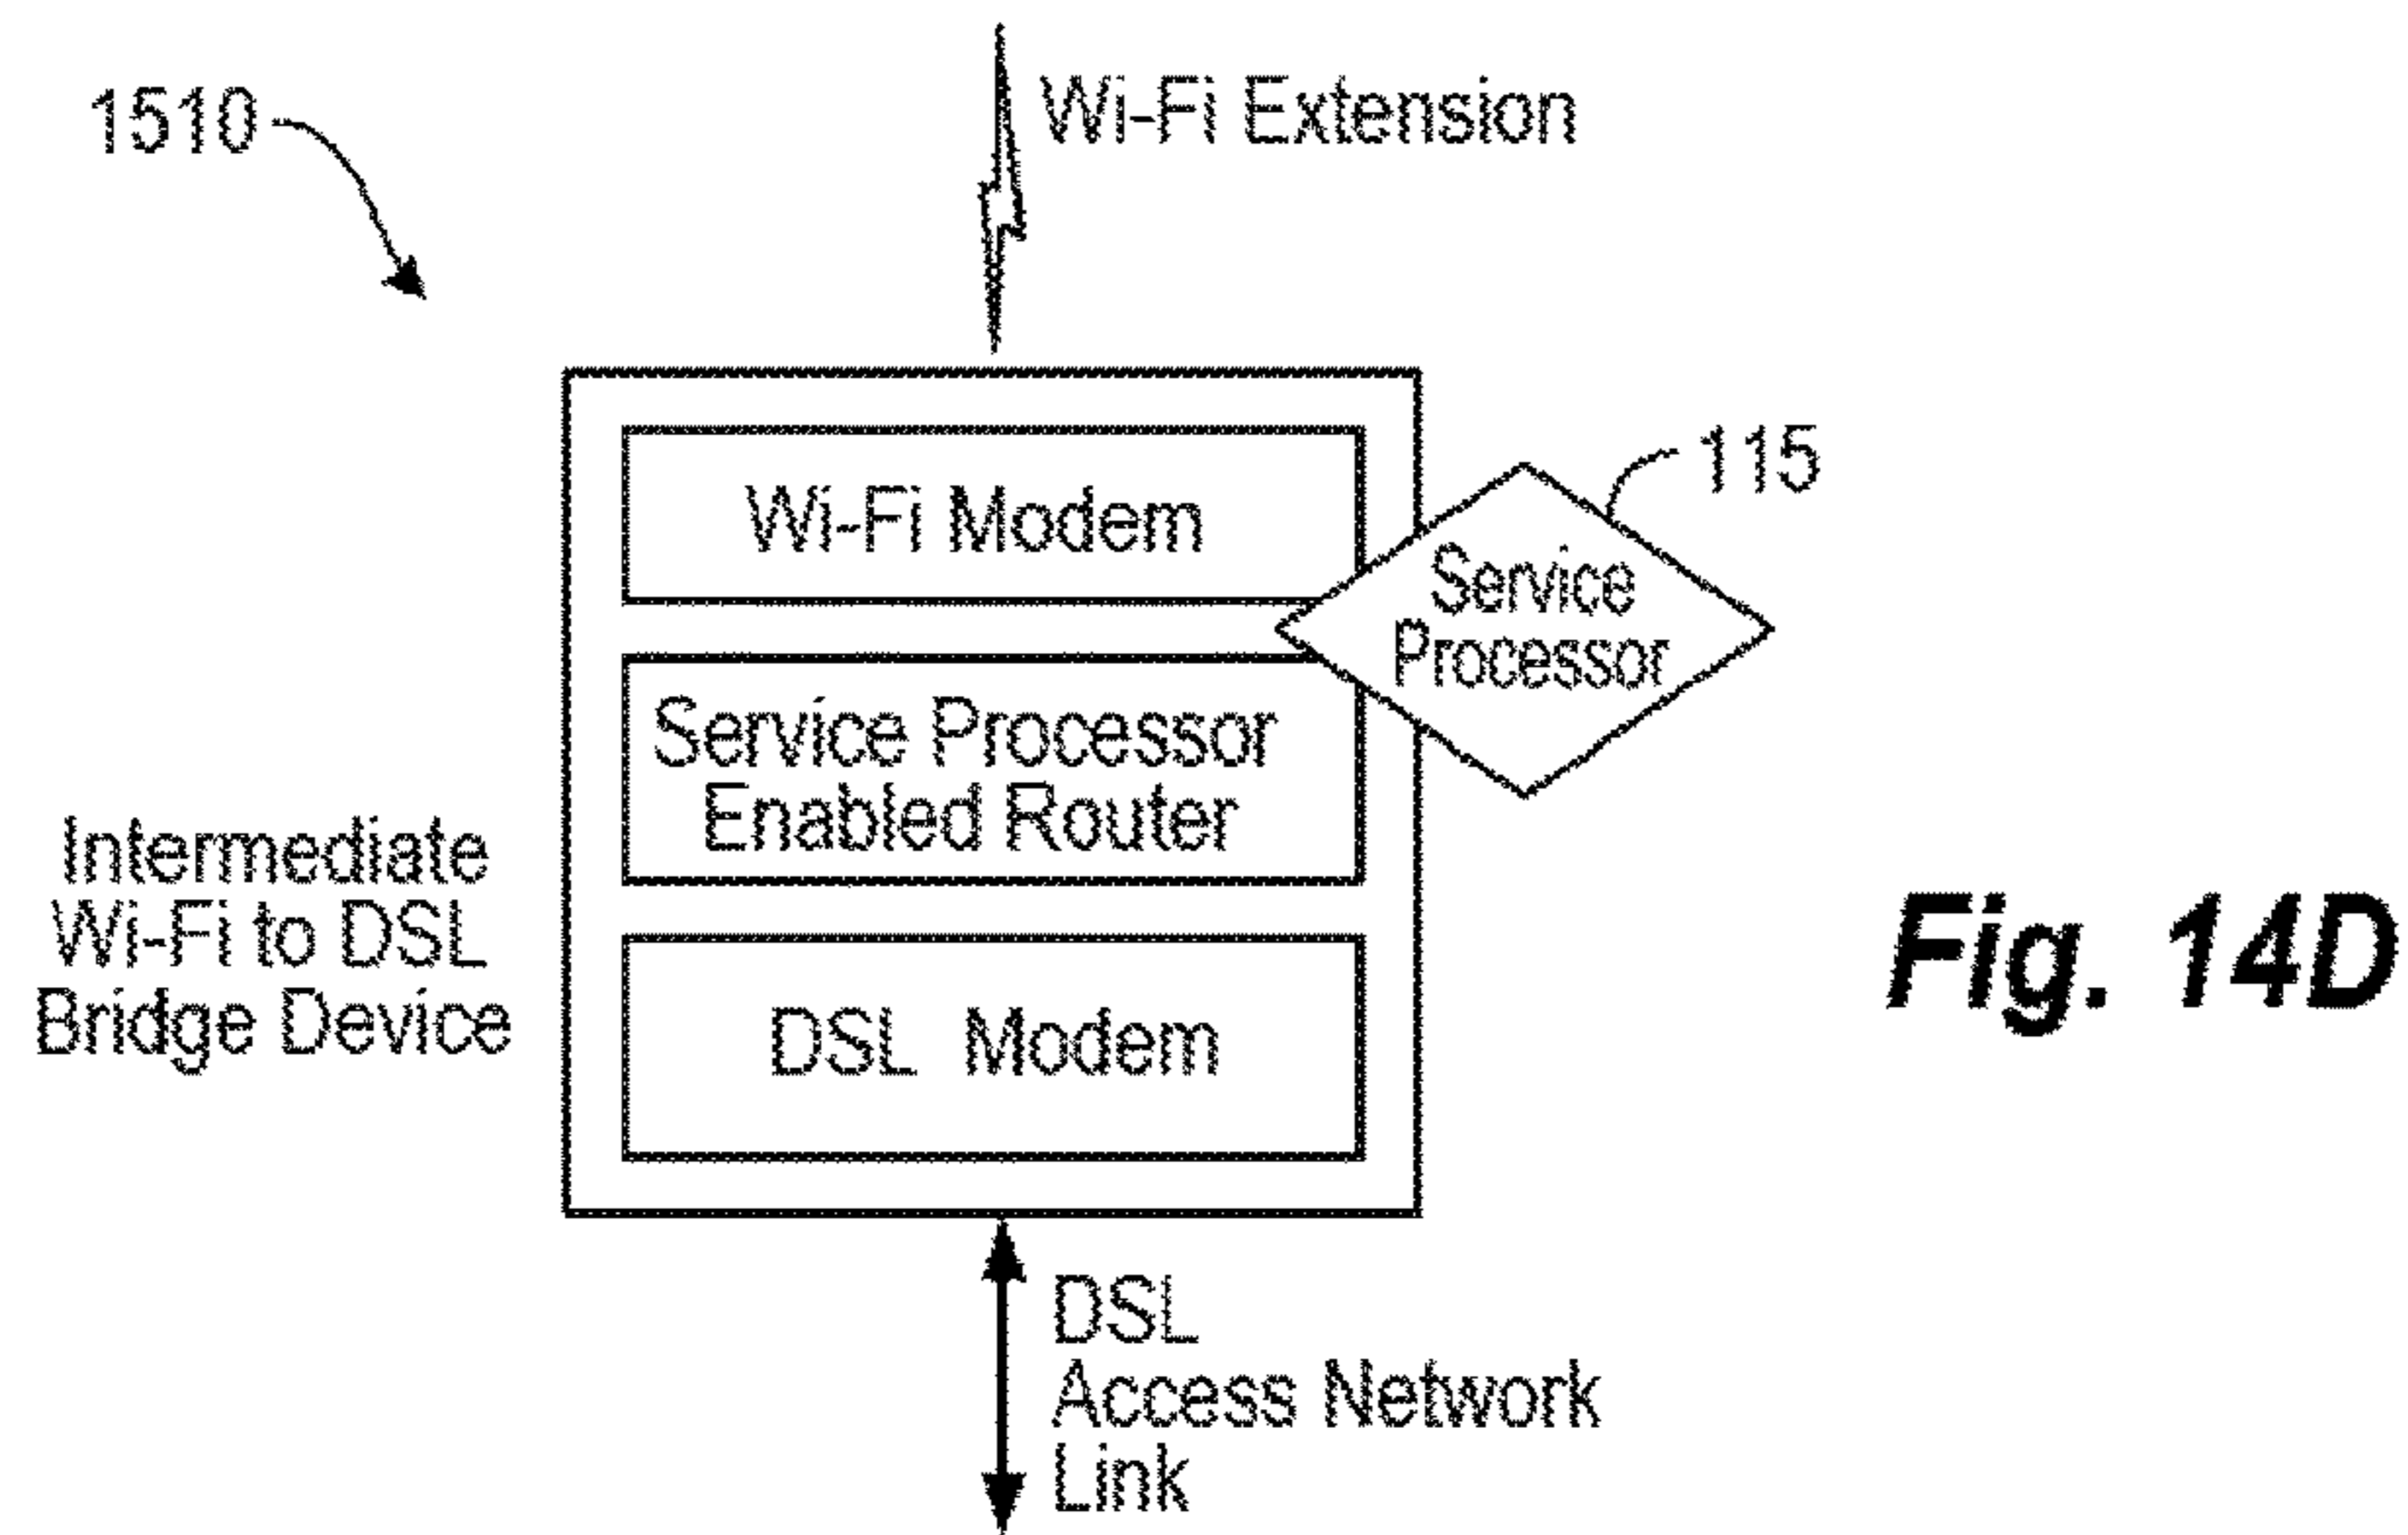 1510
Wi-Fi Extension
115
Wi-Fi Modem
Service
Processor
Service Processor
Enabled Router
Intermediate
Wi-Fi to DSL
Bridge Device
DSL Modem
Fig. 14D
DSL
Access Network
Link